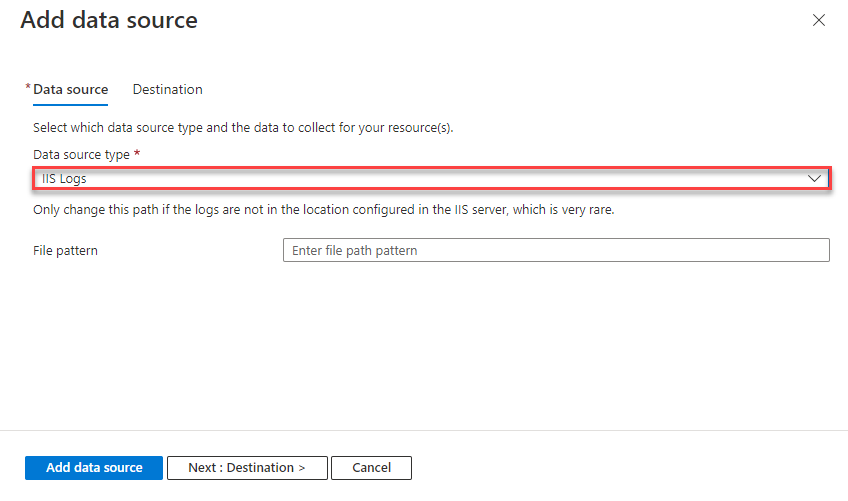 Add data source
* Data source Destination
Select which data source type and the data to collect for your resource(s).
Data source type *
IIS Logs
Only change this path if the logs are not in the location configured in the IIS server, which is very rare.
File pattern Enter file path pattern
Add data source Next : Destination > Cancel